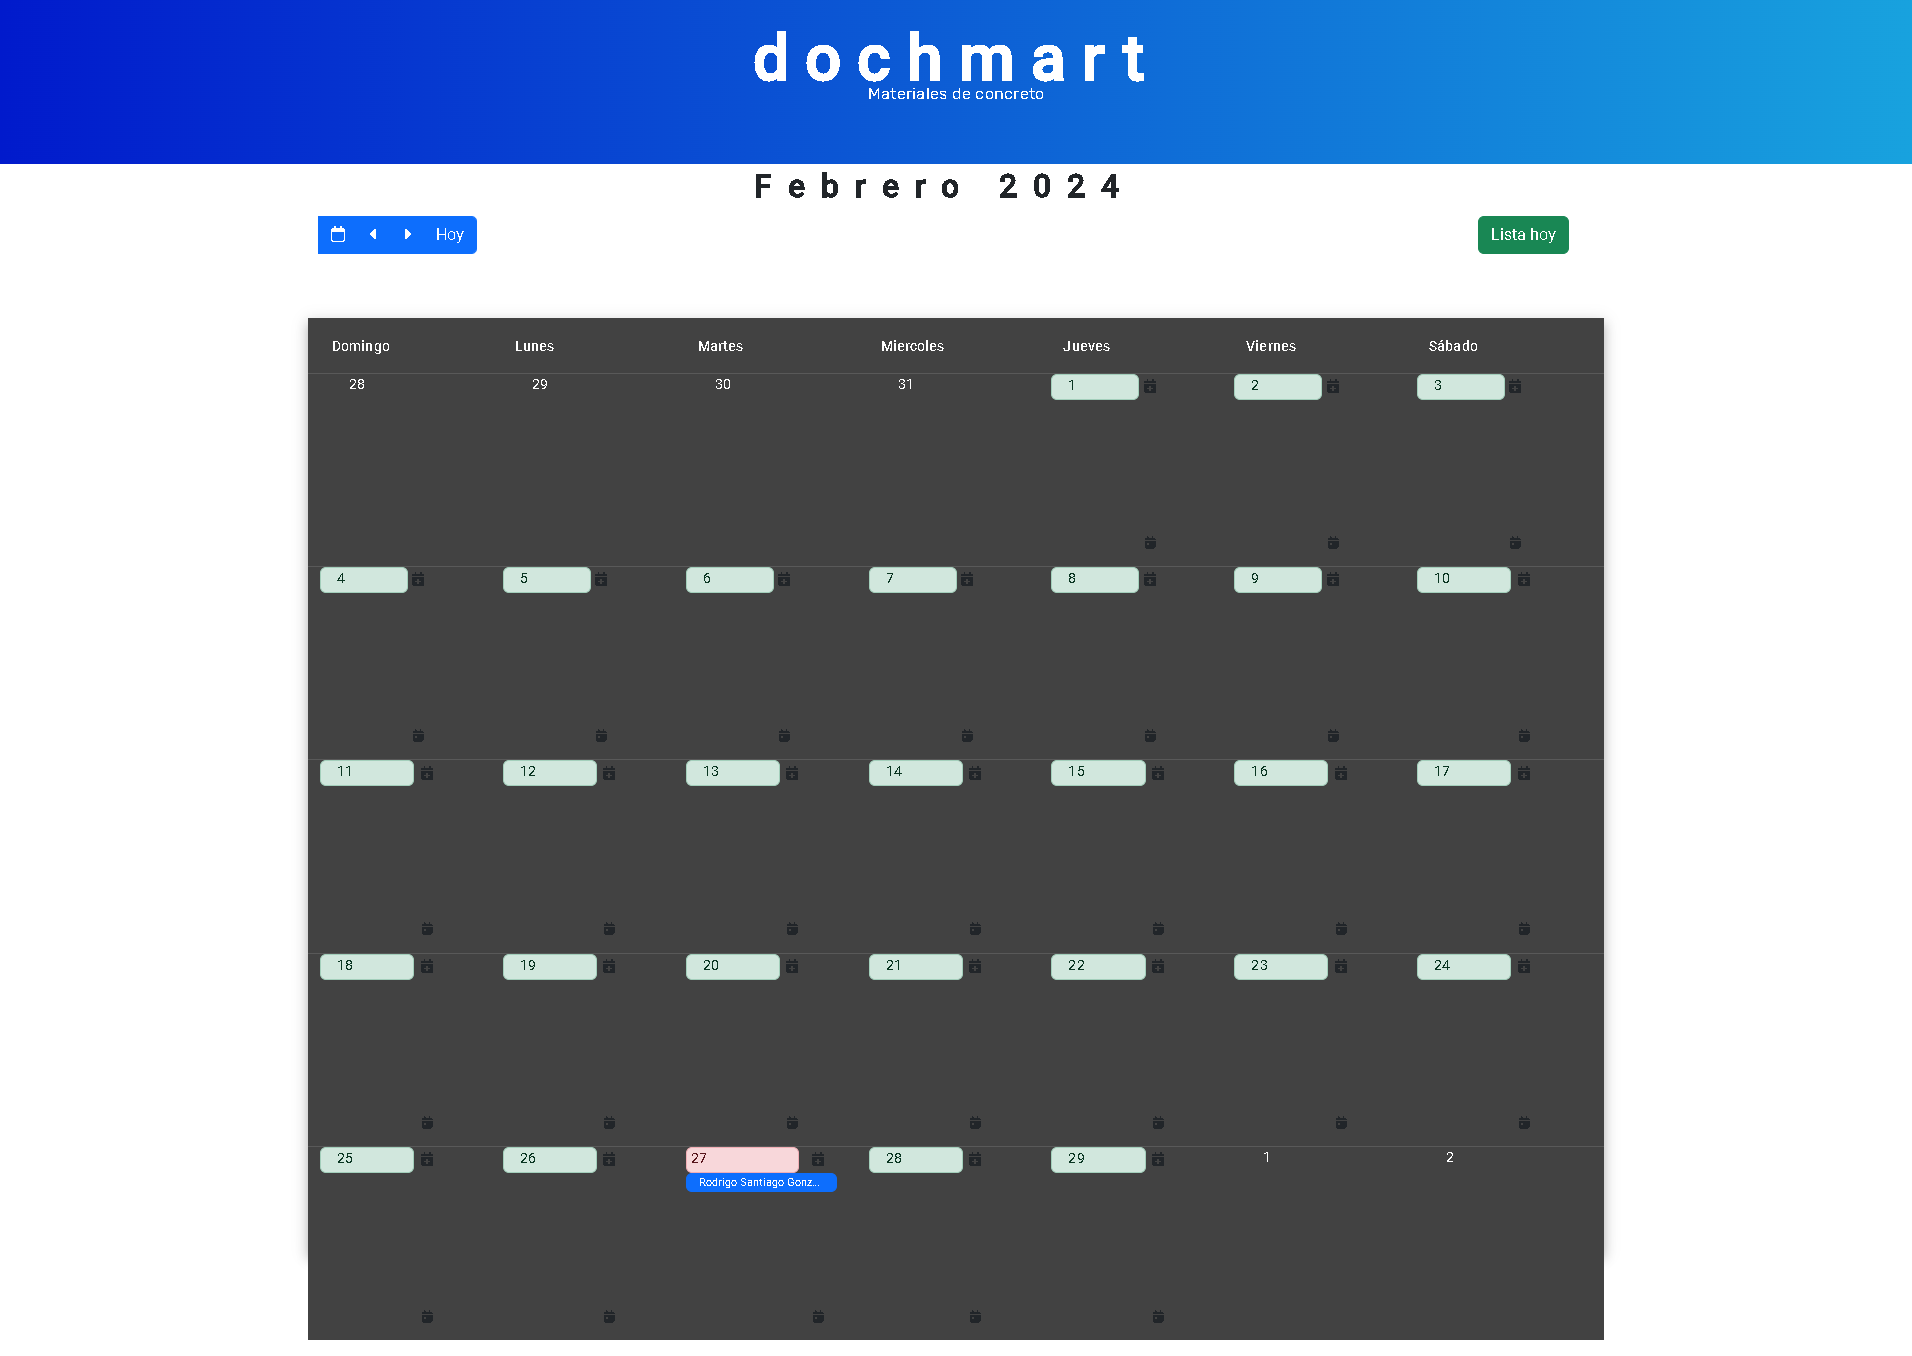 dochmart
Materiales de concreto
Febrero 2024
Hoy
Lista hoy
Domingo Lunes Martes Miercoles Jueves Viernes Sábado
28 29 30 31 1 2 3
4 5 6 7 8 9 10
11 12 13 14 15 16 17
18 19 20 21 22 23 24
25 26 27 28 29 1 2
Rodrigo Santiago Gonz...